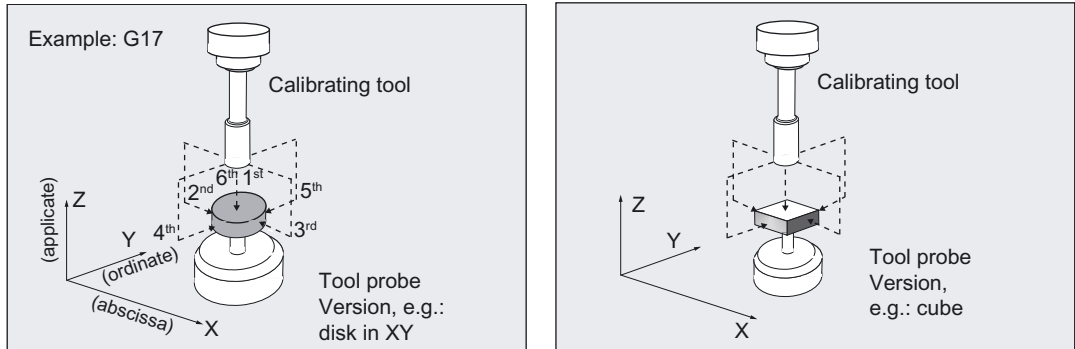 Example: G17
Calibrating tool
6th 1st
2nd
5th
4th
3rd
Z
(applicate)
Y
(ordinate)
(abscissa)
X
Tool probe
Version, e.g.:
disk in XY
Calibrating tool
Z
Y
X
Tool probe
Version,
e.g.: cube